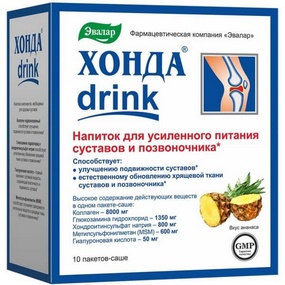 Эвалар
Фармацевтическая компания «Эвалар»
ХОНДА®
drink
Напиток для усиленного питания
суставов и позвоночника*
Способствует:
• улучшению подвижности суставов*
• естественному обновлению хрящевой ткани
суставов и позвоночника*
Высокое содержание действующих веществ
в одном пакете-саше:
Коллаген – 8000 мг
Глюкозамина гидрохлорид – 1350 мг
Хондроитинсульфат натрия – 800 мг
Метилсульфонилметан (MSM) – 600 мг
Гиалуроновая кислота – 50 мг
Вкус ананаса
10 пакетов-саше
GMP